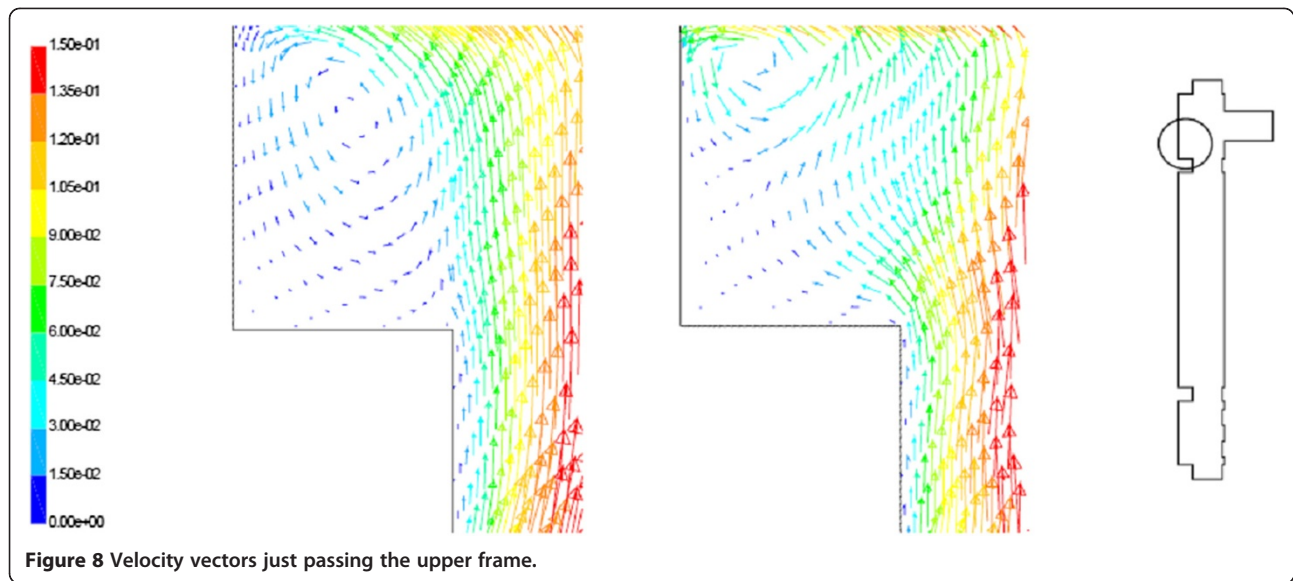 1.50e-01
1.35e-01
1.20e-01
1.05e-01
9.00e-02
7.50e-02
6.00e-02
4.50e-02
3.00e-02
1.50e-02
0.00e+00
Figure 8 Velocity vectors just passing the upper frame.